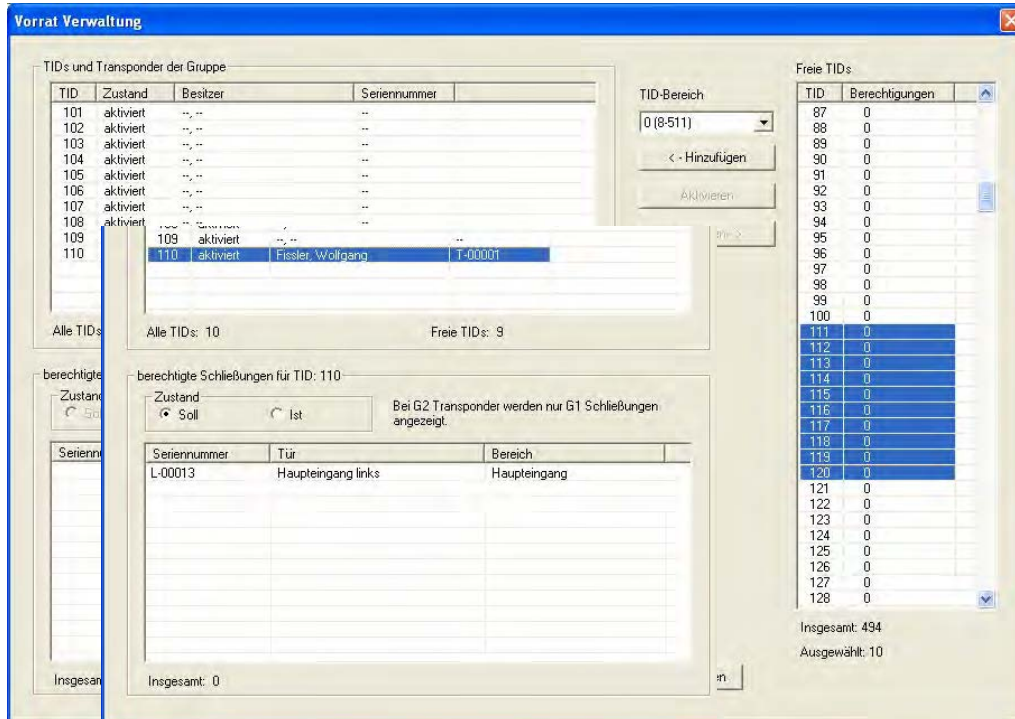 Vorrat Verwaltung
TIDs und Transponder der Gruppe
TID Zustand Besitzer Seriennummer
101 aktiviert --, -- --
102 aktiviert --, -- --
103 aktiviert --, -- --
104 aktiviert --, -- --
105 aktiviert --, -- --
106 aktiviert --, -- --
107 aktiviert --, -- --
108 aktiviert --, -- --
109
110
109 aktiviert --, -- --
110 aktiviert Fissler, Wolfgang T-00001
Alle TIDs
Alle TIDs: 10 Freie TIDs: 9
TID-Bereich
0 (8-511)
< - Hinzufügen
Aktivieren
berechtigte
Zustand
berechtigte Schließungen für TID: 110
Zustand
Soll Ist
Bei G2 Transponder werden nur G1 Schließungen
angezeigt.
Seriennummer Tür Bereich
L-00013 Haupteingang links Haupteingang
Insgesamt: 0
Freie TIDs
TID Berechtigungen
87 0
88 0
89 0
90 0
91 0
92 0
93 0
94 0
95 0
96 0
97 0
98 0
99 0
100 0
111 0
112 0
113 0
114 0
115 0
116 0
117 0
118 0
119 0
120 0
121 0
122 0
123 0
124 0
125 0
126 0
127 0
128 0
Insgesamt: 494
Ausgewählt: 10